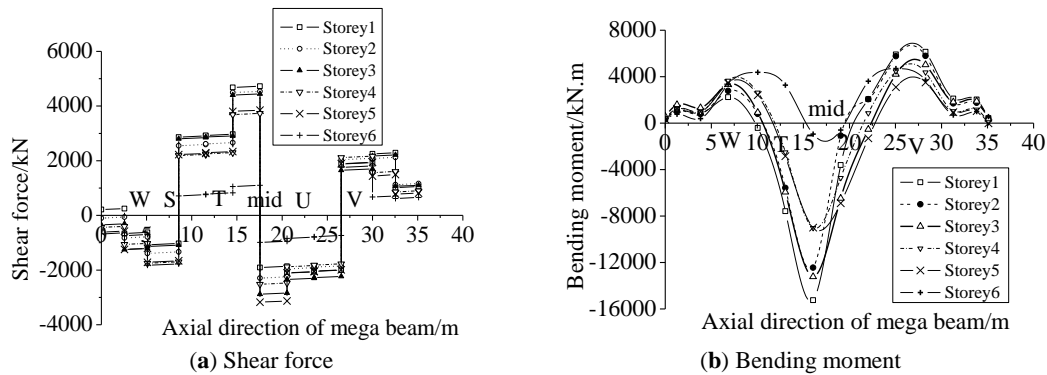 6000
4000
2000
0
-2000
-4000
Shear force/kN
Storey1
Storey2
Storey3
Storey4
Storey5
Storey6
W S T mid U V
0 5 10 15 20 25 30 35 40
Axial direction of mega beam/m
(a) Shear force
8000
4000
0
-4000
-8000
-12000
-16000
Bending moment/kN.m
0 5 10 15 20 25 30 35 40
W T mid V
Storey1
Storey2
Storey3
Storey4
Storey5
Storey6
Axial direction of mega beam/m
(b) Bending moment